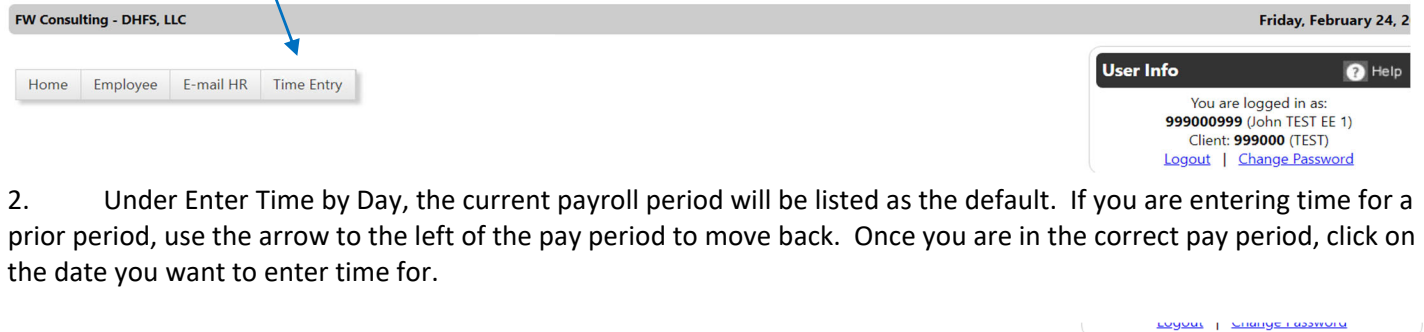 FW Consulting - DHFS, LLC
Friday, February 24, 2
Home Employee E-mail HR Time Entry
User Info
? Help
You are logged in as:
999000999 (John TEST EE 1)
Client: 999000 (TEST)
Logout | Change Password
2. Under Enter Time by Day, the current payroll period will be listed as the default. If you are entering time for a
prior period, use the arrow to the left of the pay period to move back. Once you are in the correct pay period, click on
the date you want to enter time for.
Logout | Change Password